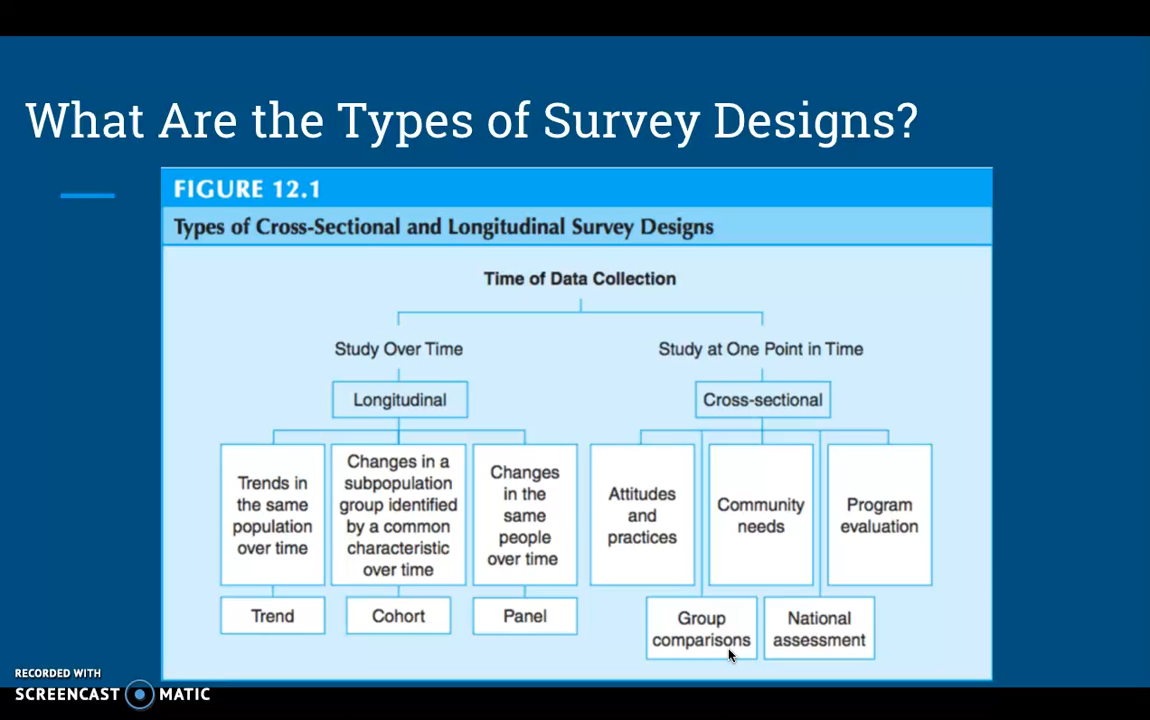 What Are the Types of Survey Designs?
FIGURE 12.1
Types of Cross-Sectional and Longitudinal Survey Designs
Time of Data Collection
Study Over Time
Study at One Point in Time
Longitudinal
Cross-sectional
Trends in
the same
population
over time
Changes in a
subpopulation
group identified
by a common
characteristic
over time
Changes
in the
same
people
over time
Attitudes
and
practices
Community
needs
Program
evaluation
Trend
Cohort
Panel
Group
comparisons
National
assessment
RECORDED WITH
SCREENCAST MATIC